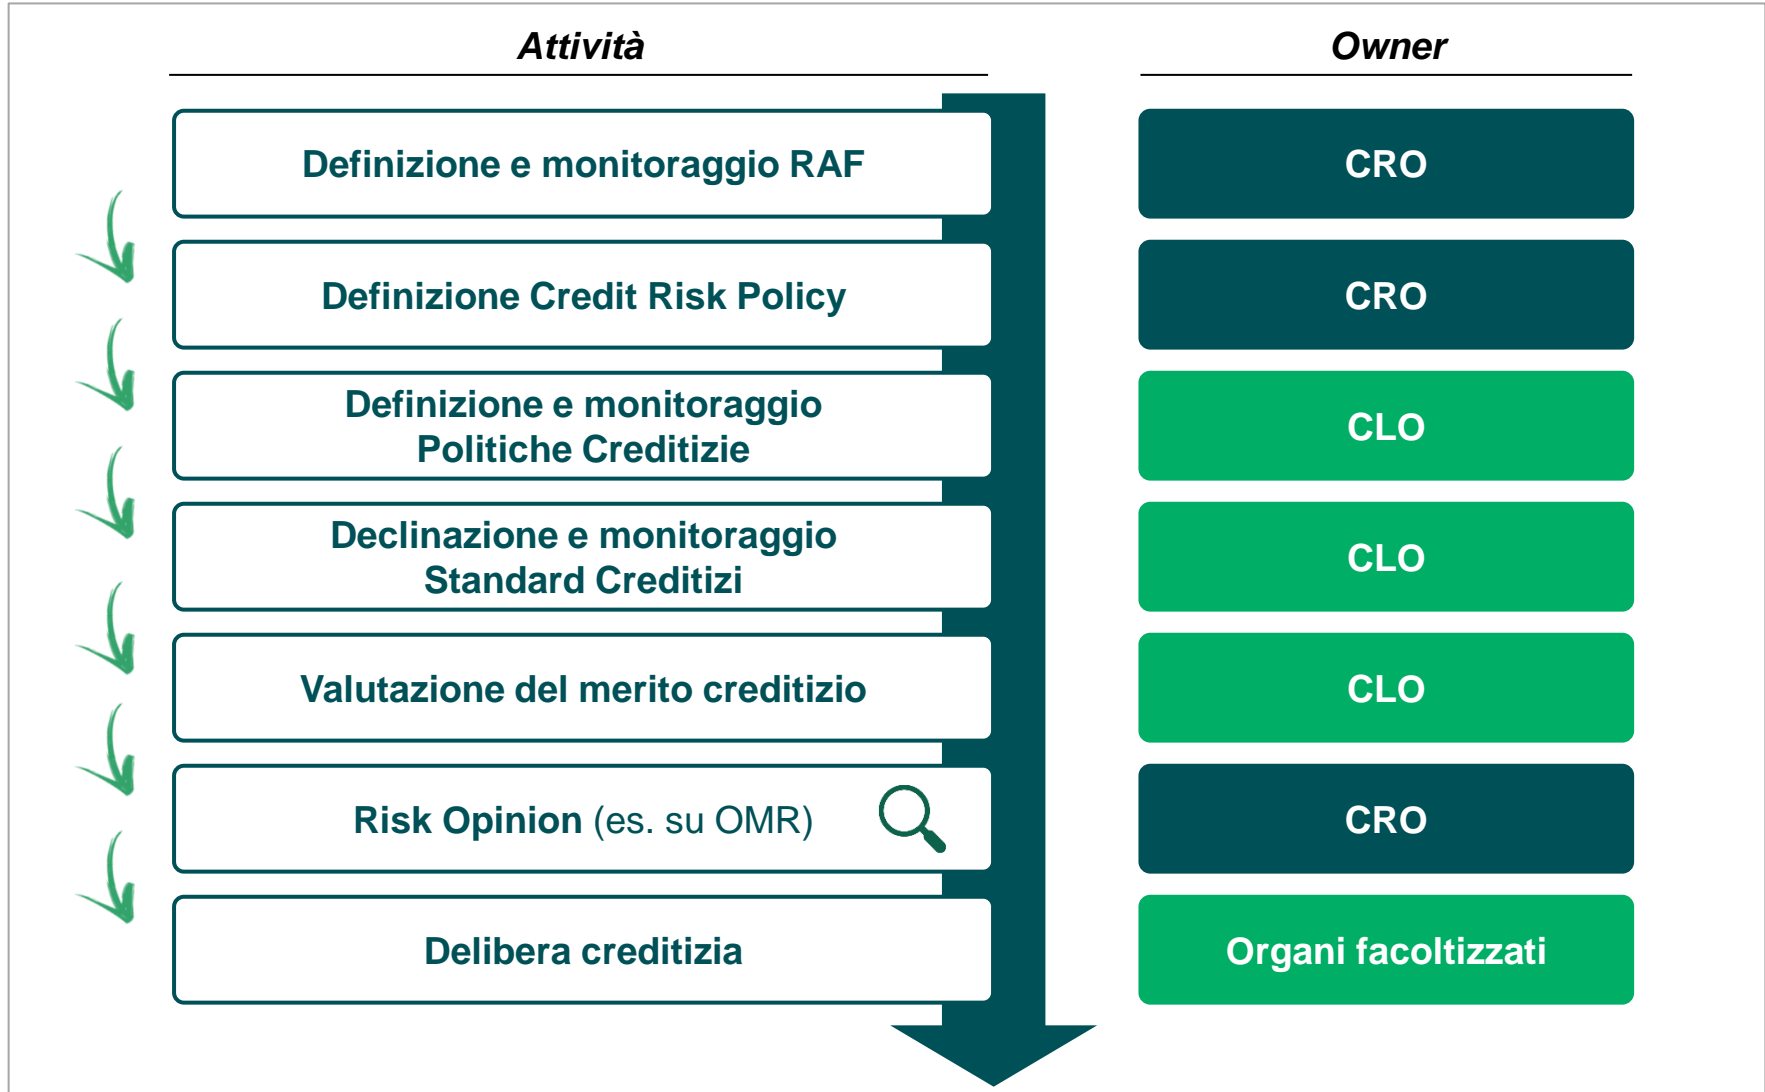 Attività
Owner
Definizione e monitoraggio RAF
CRO
Definizione Credit Risk Policy
CRO
Definizione e monitoraggio
Politiche Creditizie
CLO
Declinazione e monitoraggio
Standard Creditizi
CLO
Valutazione del merito creditizio
CLO
Risk Opinion (es. su OMR)
CRO
Delibera creditizia
Organi facoltizzati